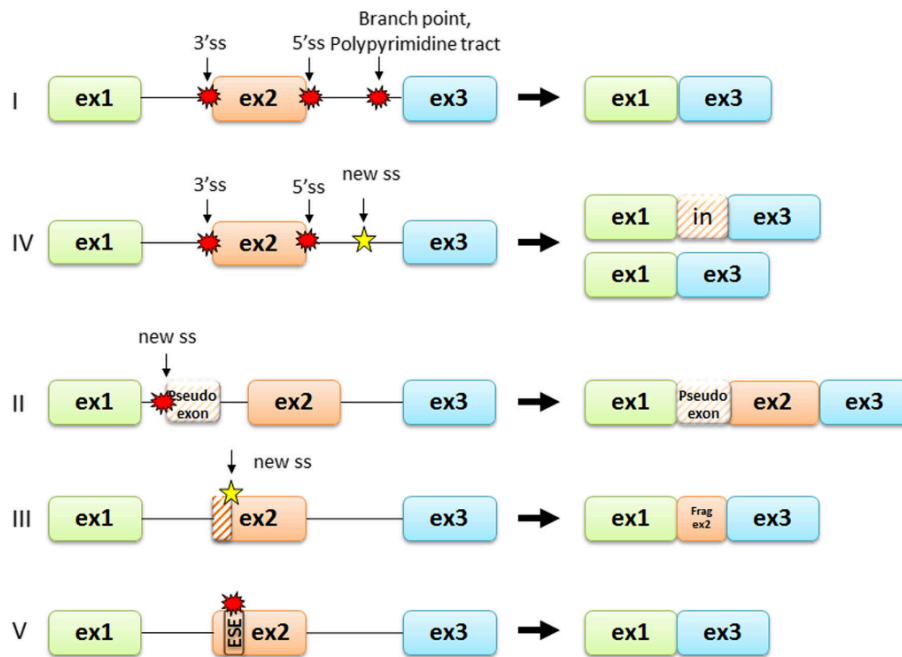 Branch point,
3'ss 5'ss Polypyrimidine tract
I ex1 ex2 ex3 ex1 ex3
3'ss 5'ss new ss
IV ex1 ex2 ex3 ex1 in ex3
ex1 ex3
new ss
II ex1 Pseudo exon ex2 ex3 ex1 Pseudo exon ex2 ex3
new ss
III ex1 ex2 ex3 ex1 Frag ex2 ex3
V ex1 ESE ex2 ex3 ex1 ex3